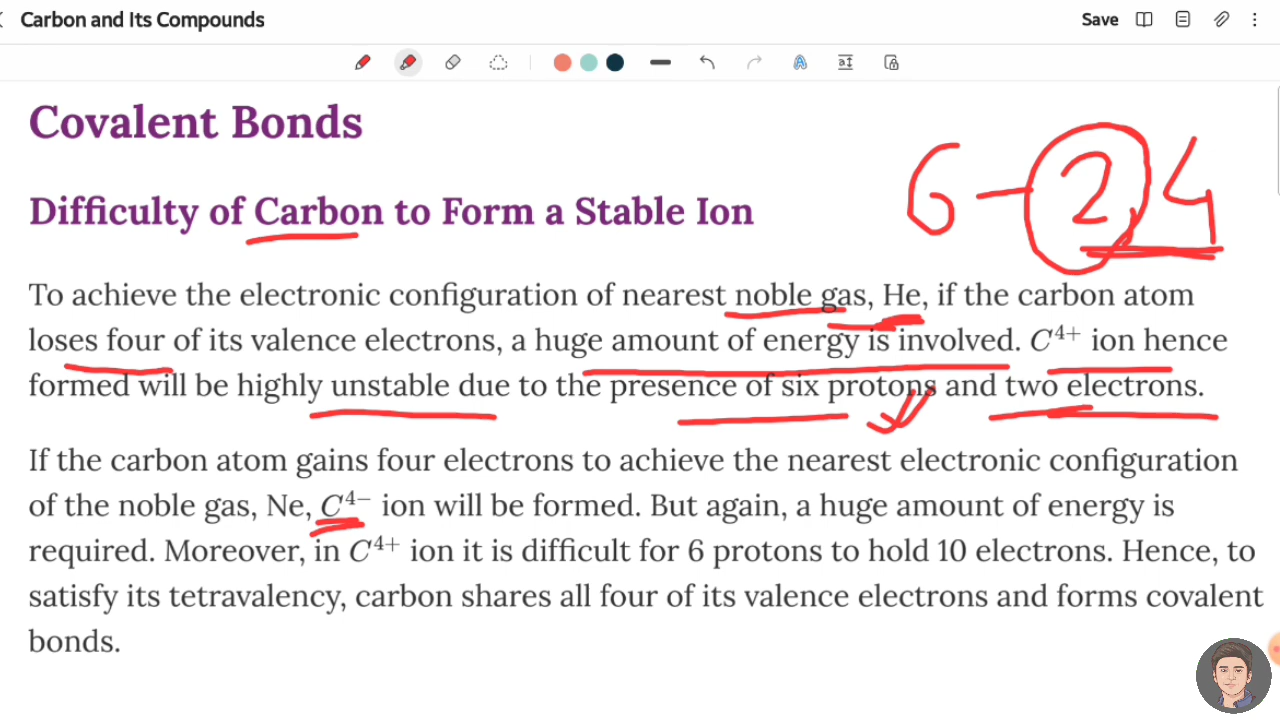 Carbon and Its Compounds
Save
Covalent Bonds
6 - 2, 4
Difficulty of Carbon to Form a Stable Ion
To achieve the electronic configuration of nearest noble gas, He, if the carbon atom
loses four of its valence electrons, a huge amount of energy is involved. C⁴⁺ ion hence
formed will be highly unstable due to the presence of six protons and two electrons.
If the carbon atom gains four electrons to achieve the nearest electronic configuration
of the noble gas, Ne, C⁴⁻ ion will be formed. But again, a huge amount of energy is
required. Moreover, in C⁴⁺ ion it is difficult for 6 protons to hold 10 electrons. Hence, to
satisfy its tetravalency, carbon shares all four of its valence electrons and forms covalent
bonds.